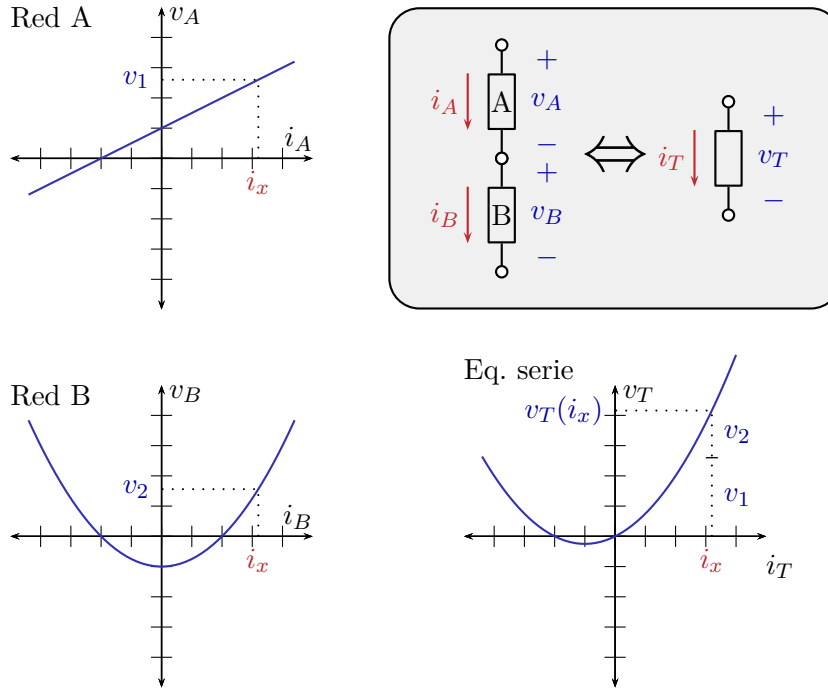 Red A
v_A
v_1
i_A
i_x
+
i_A
A
v_A
−
+
i_B
B
v_B
−
⇔
+
i_T
v_T
−
Red B
v_B
v_2
i_B
i_x
Eq. serie
v_T
v_T(i_x)
v_2
v_1
i_x
i_T